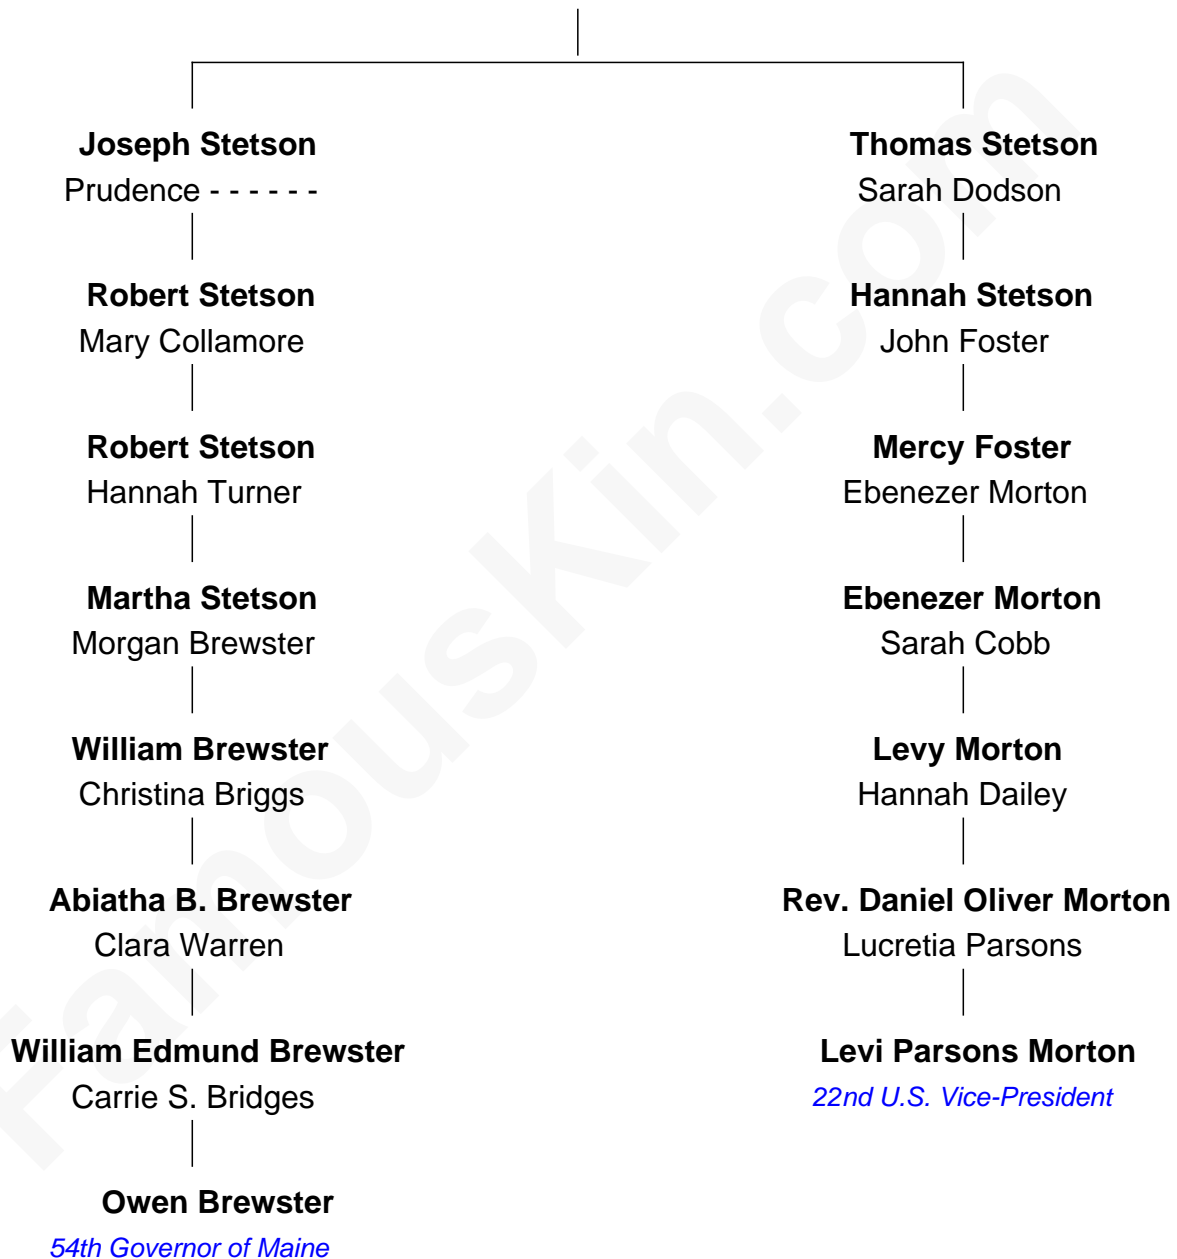 Joseph Stetson
Prudence - - - - - -
Robert Stetson
Mary Collamore
Robert Stetson
Hannah Turner
Martha Stetson
Morgan Brewster
William Brewster
Christina Briggs
Abiatha B. Brewster
Clara Warren
William Edmund Brewster
Carrie S. Bridges
Owen Brewster
54th Governor of Maine
Thomas Stetson
Sarah Dodson
Hannah Stetson
John Foster
Mercy Foster
Ebenezer Morton
Ebenezer Morton
Sarah Cobb
Levy Morton
Hannah Dailey
Rev. Daniel Oliver Morton
Lucretia Parsons
Levi Parsons Morton
22nd U.S. Vice-President
FamousKin.com